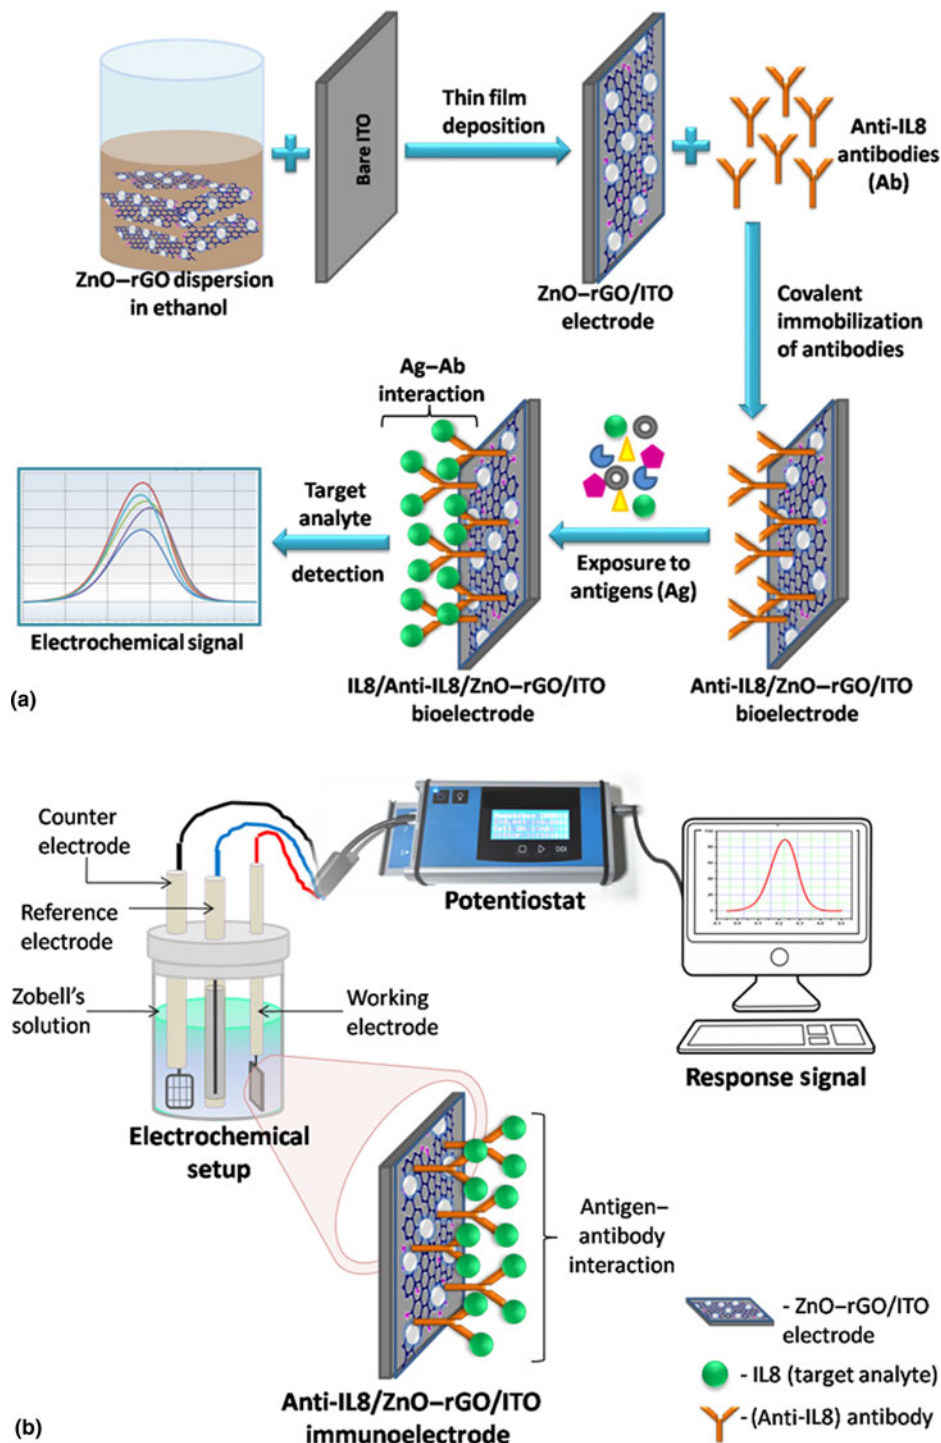 Bare ITO
Thin film
deposition
Anti-IL8
antibodies
(Ab)
ZnO–rGO dispersion
in ethanol
ZnO–rGO/ITO
electrode
Covalent
immobilization
of antibodies
Ag–Ab
interaction
Target
analyte
detection
Exposure to
antigens (Ag)
Electrochemical signal
IL8/Anti-IL8/ZnO–rGO/ITO
bioelectrode
Anti-IL8/ZnO–rGO/ITO
bioelectrode
(a)
Counter
electrode
Reference
electrode
Potentiostat
Zobell's
solution
Working
electrode
Response signal
Electrochemical
setup
Antigen–
antibody
interaction
- ZnO–rGO/ITO
electrode
- IL8 (target analyte)
- (Anti-IL8) antibody
Anti-IL8/ZnO–rGO/ITO
immunoelectrode
(b)